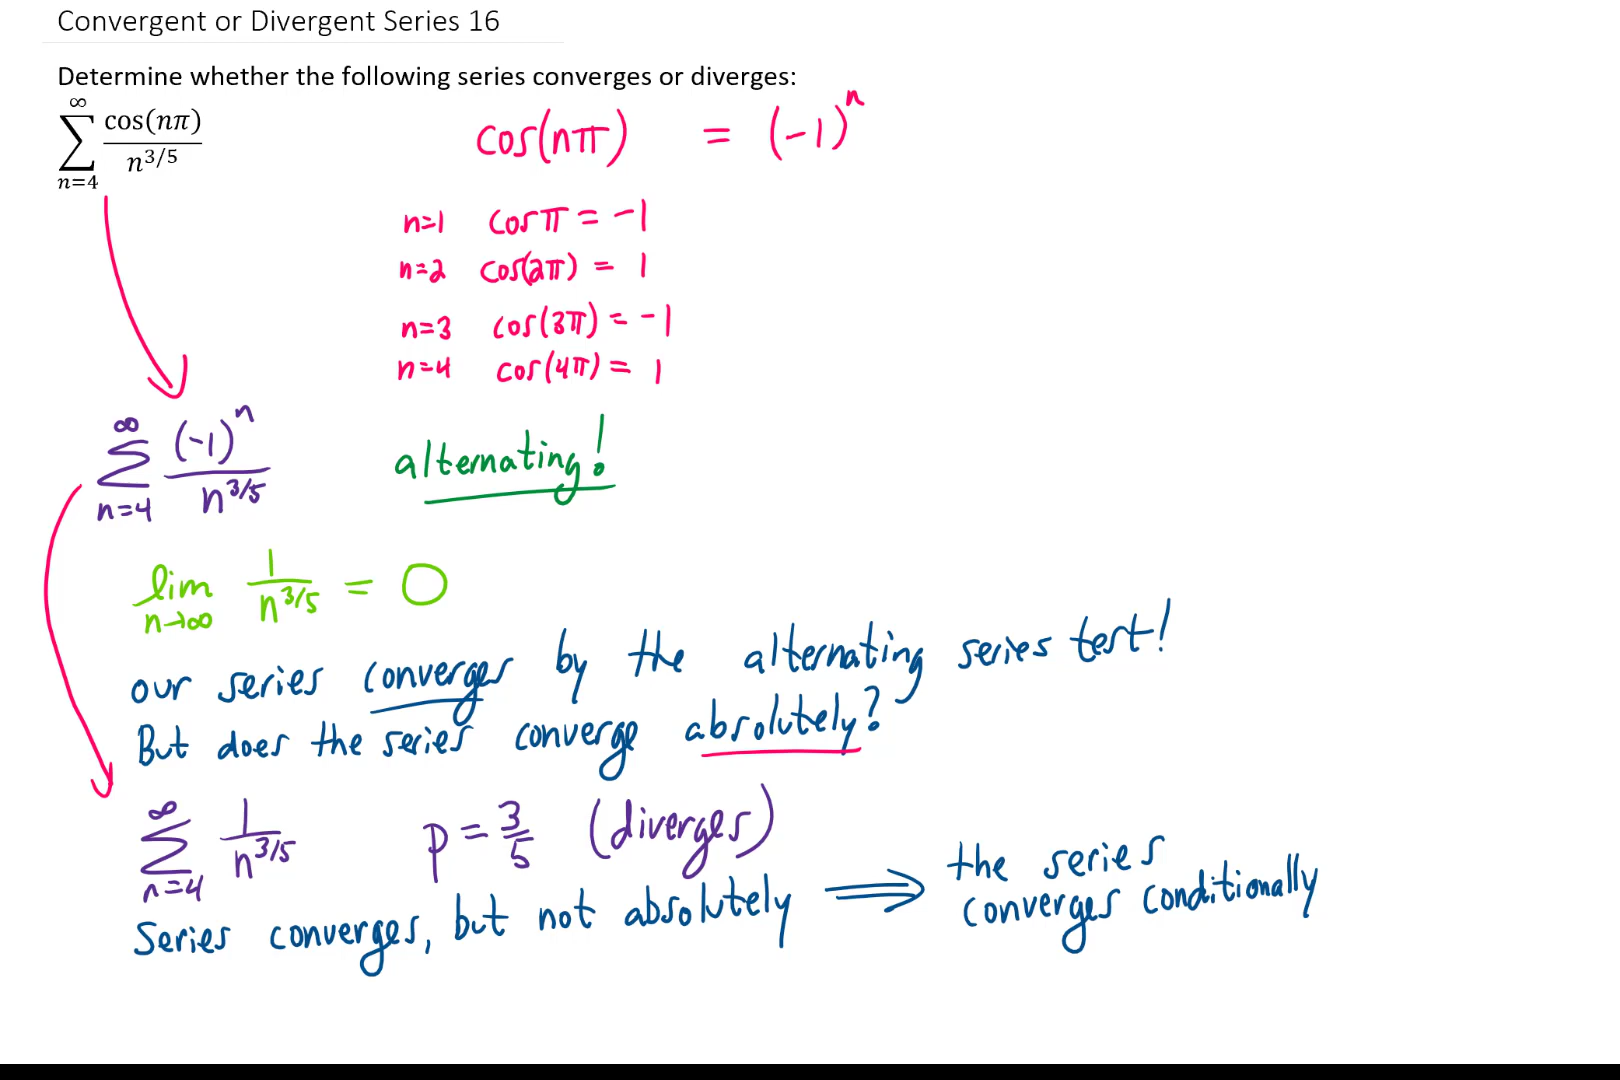 Convergent or Divergent Series 16
Determine whether the following series converges or diverges:
∞
∑ cos(nπ) / n^{3/5}
n=4
cos(nπ) = (-1)^n
n=1 cos π = -1
n=2 cos(2π) = 1
n=3 cos(3π) = -1
n=4 cos(4π) = 1
∞
∑ (-1)^n / n^{3/5}
n=4
alternating!
lim 1 / n^{3/5} = 0
n→∞
our series converges by the alternating series test!
But does the series converge absolutely?
∞
∑ 1 / n^{3/5}
n=4
p = 3/5 (diverges)
Series converges, but not absolutely ⟹ the series
converges conditionally